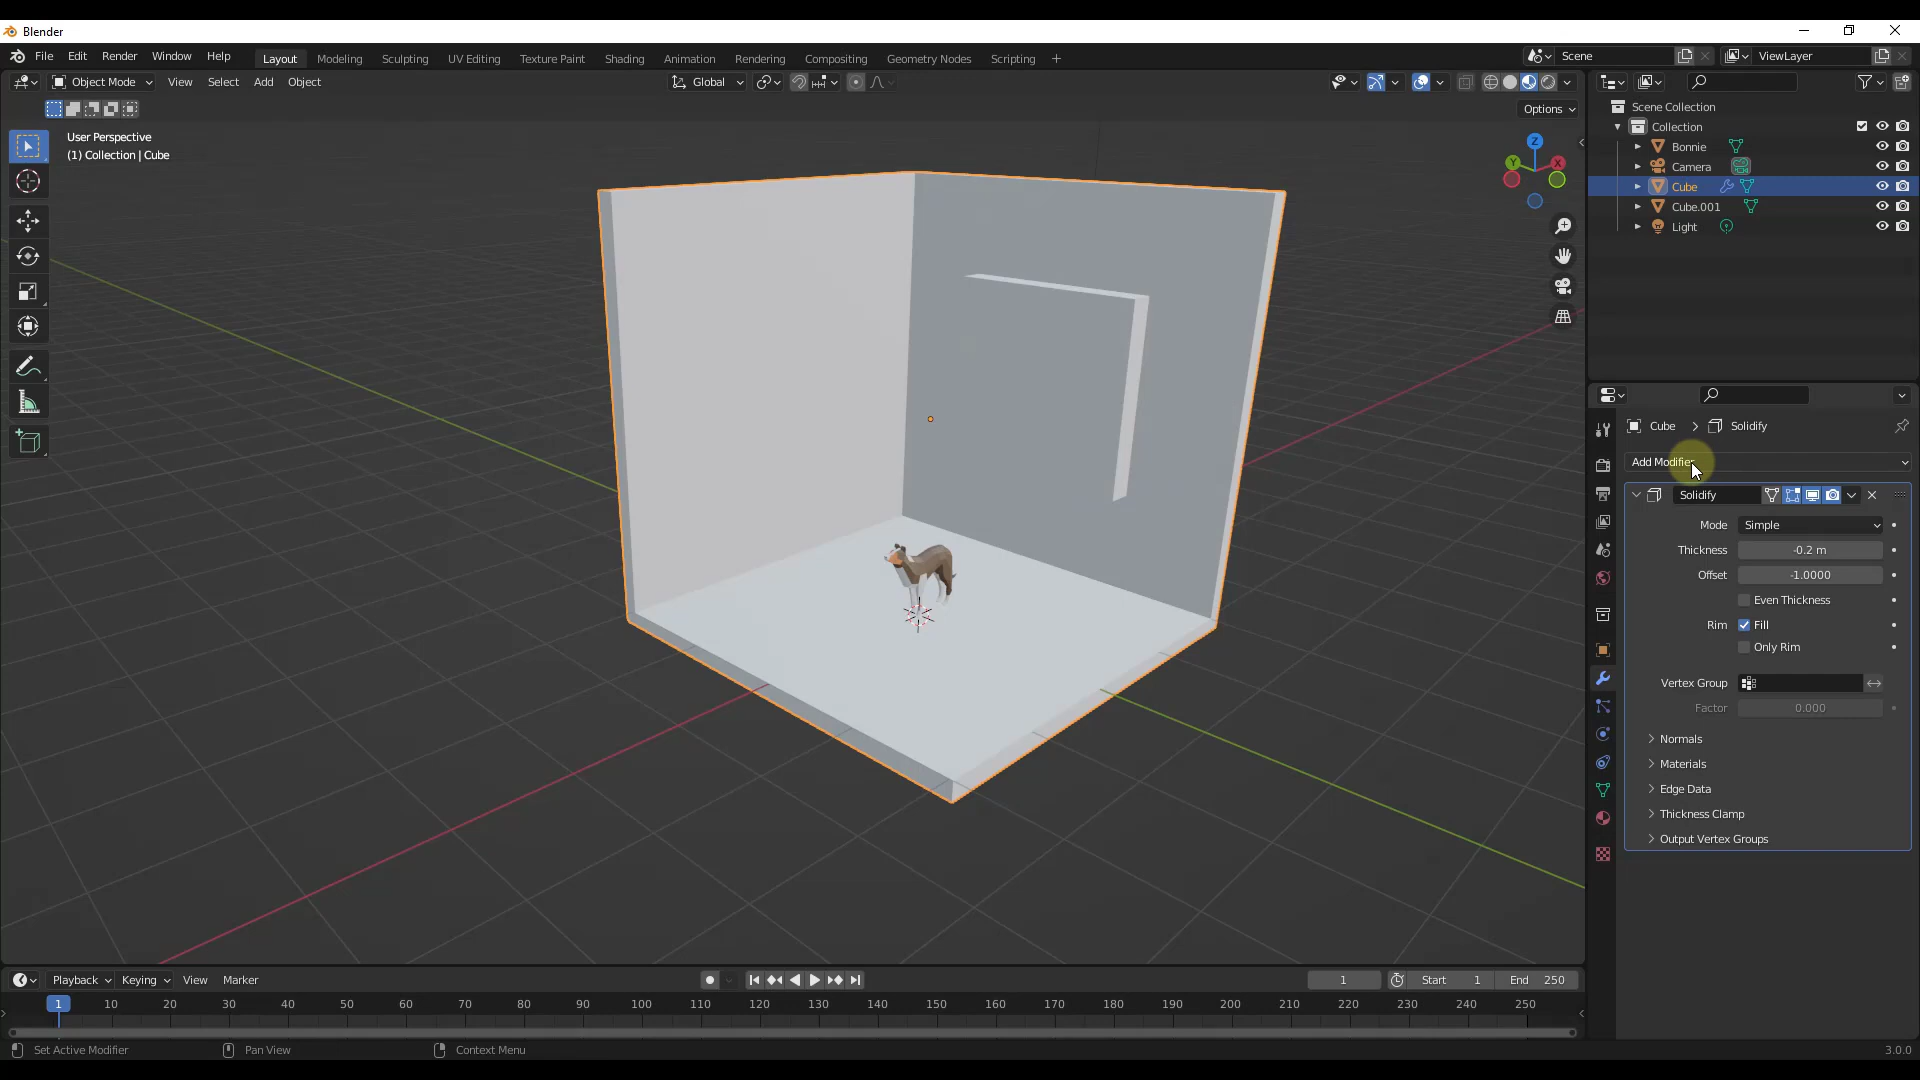 Blender
File Edit Render Window Help Layout Modeling Sculpting UV Editing Texture Paint Shading Animation Rendering Compositing Geometry Nodes Scripting + Scene ViewLayer
Object Mode View Select Add Object Global
Options
User Perspective
(1) Collection | Cube
Z
Y
X
Scene Collection
Collection
Bonnie
Camera
Cube
Cube.001
Light
Cube > Solidify
Add Modifier
Solidify
Mode Simple
Thickness -0.2 m
Offset -1.0000
Even Thickness
Rim Fill
Only Rim
Vertex Group
Factor 0.000
Normals
Materials
Edge Data
Thickness Clamp
Output Vertex Groups
Playback Keying View Marker 1 Start 1 End 250
1 10 20 30 40 50 60 70 80 90 100 110 120 130 140 150 160 170 180 190 200 210 220 230 240 250
Set Active Modifier Pan View Context Menu 3.0.0